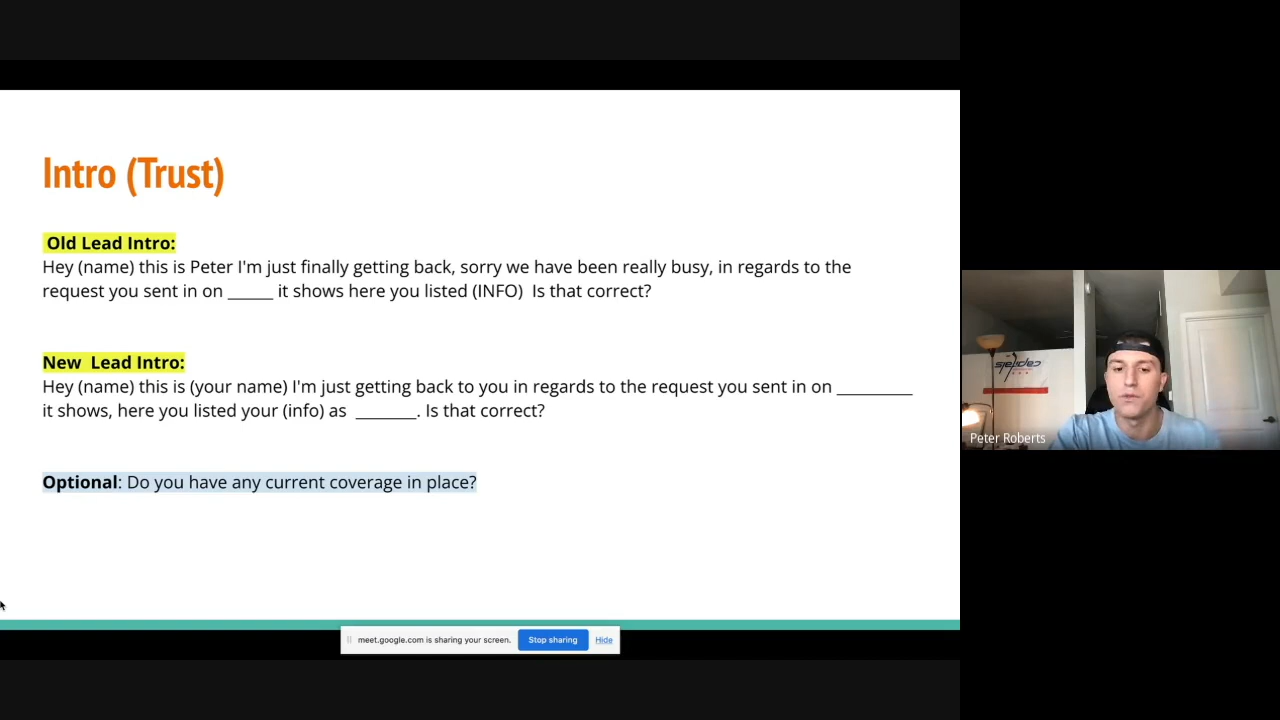 Intro (Trust)
Old Lead Intro:
Hey (name) this is Peter I'm just finally getting back, sorry we have been really busy, in regards to the
request you sent in on ______ it shows here you listed (INFO) Is that correct?
New Lead Intro:
Hey (name) this is (your name) I'm just getting back to you in regards to the request you sent in on __________
it shows, here you listed your (info) as ________. Is that correct?
Optional: Do you have any current coverage in place?
meet.google.com is sharing your screen. Stop sharing Hide
capitals
Peter Roberts